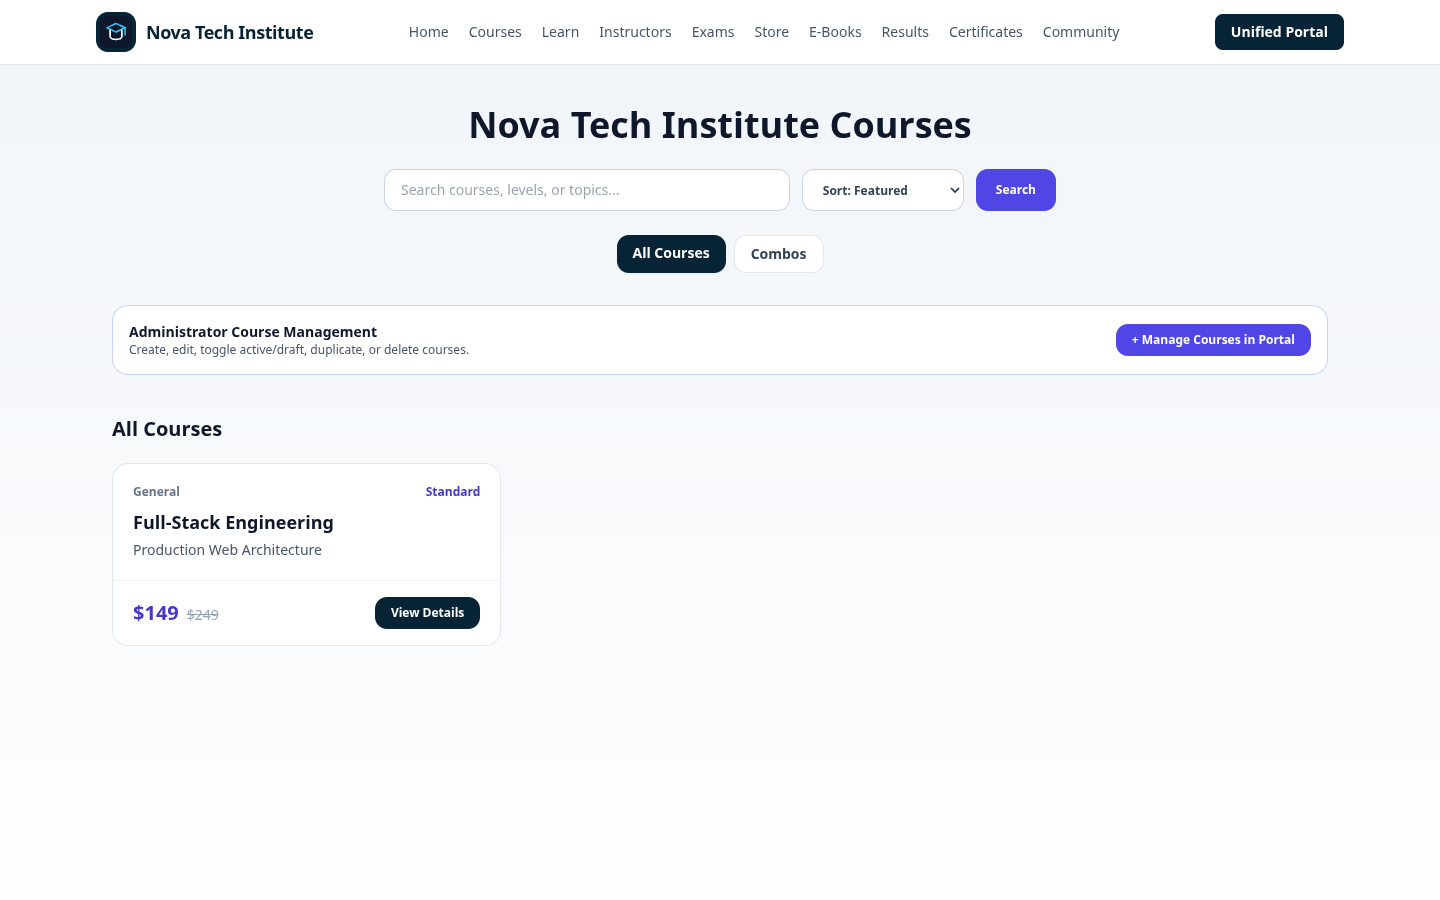 Nova Tech Institute
Home
Courses
Learn
Instructors
Exams
Store
E-Books
Results
Certificates
Community
Unified Portal
Nova Tech Institute Courses
Search courses, levels, or topics...
Sort: Featured
Search
All Courses
Combos
Administrator Course Management
Create, edit, toggle active/draft, duplicate, or delete courses.
+ Manage Courses in Portal
All Courses
General
Standard
Full-Stack Engineering
Production Web Architecture
$149 $249
View Details